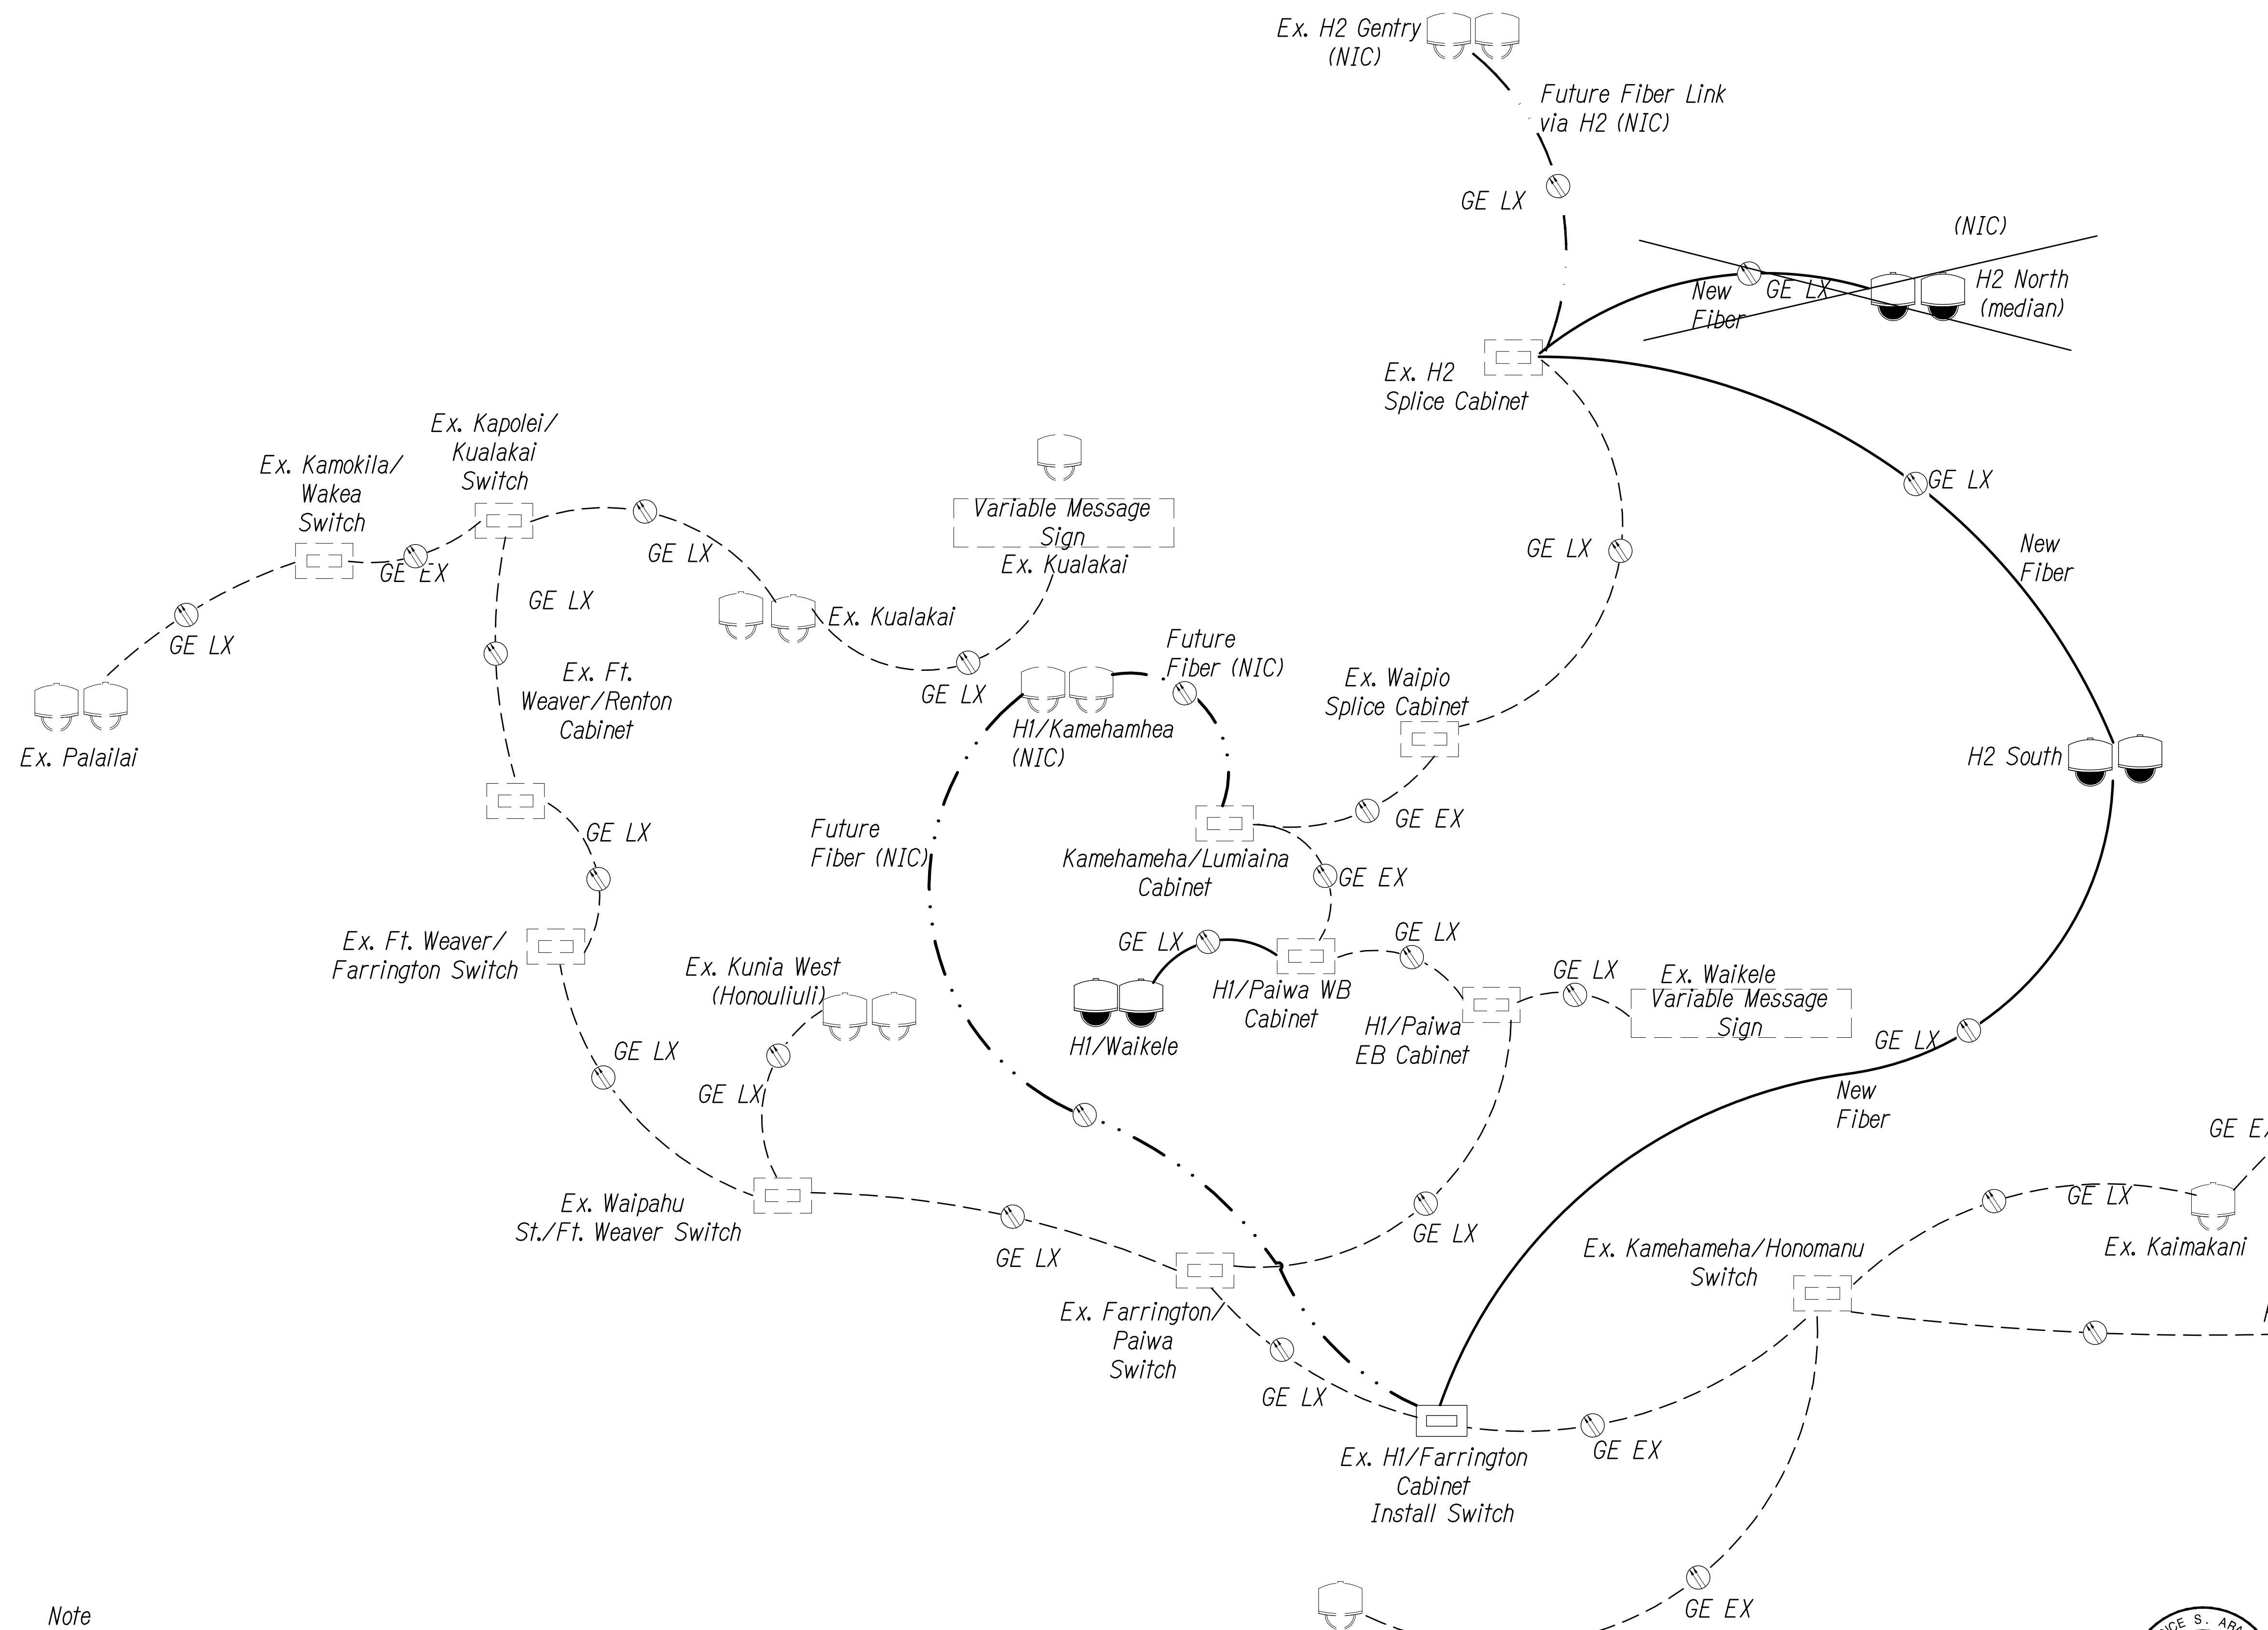 Ex. H2 Gentry
(NIC)
Future Fiber Link
via H2 (NIC)
GE LX
(NIC)
H2 North
(median)
New
Fiber
GE LX
Ex. H2
Splice Cabinet
GE LX
New
Fiber
Ex. Kapolei/
Kualakai
Switch
Ex. Kamokila/
Wakea
Switch
GE EX
GE LX
Variable Message
Sign
Ex. Kualakai
GE LX
GE LX
GE LX
Ex. Kualakai
Ex. Palailai
Ex. Ft.
Weaver/Renton
Cabinet
GE LX
Future
Fiber (NIC)
H1/Kamehamhea
(NIC)
Ex. Waipio
Splice Cabinet
H2 South
GE LX
Future
Fiber (NIC)
GE EX
Kamehameha/Lumiaina
Cabinet
GE EX
Ex. Ft. Weaver/
Farrington Switch
Ex. Kunia West
(Honouliuli)
GE LX
GE LX
GE LX
Ex. Waikele
Variable Message
Sign
H1/Paiwa WB
Cabinet
H1/Waikele
H1/Paiwa
EB Cabinet
GE LX
GE LX
GE LX
New
Fiber
GE EX
Ex. Waipahu
St./Ft. Weaver Switch
GE LX
GE LX
GE LX
Ex. Kaimakani
Ex. Kamehameha/Honomanu
Switch
Ex. Farrington/
Paiwa
Switch
GE LX
Ex. H1/Farrington
Cabinet
Install Switch
GE EX
GE EX
Note